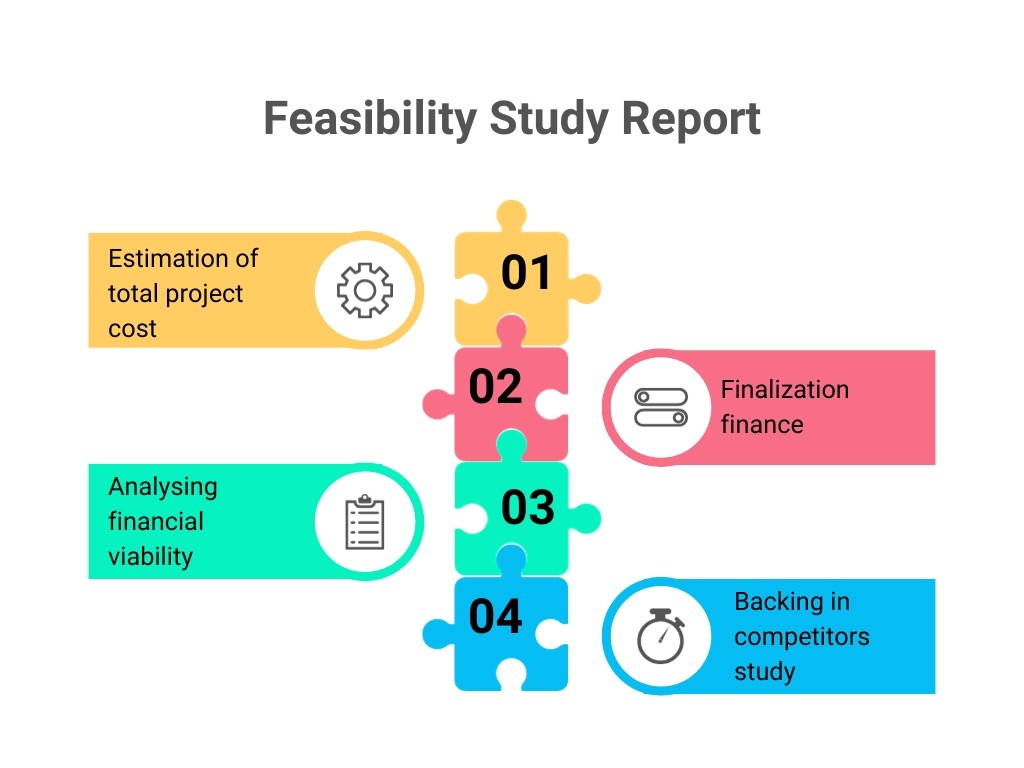 Feasibility Study Report
01
Estimation of
total project
cost
02
Finalization
finance
03
Analysing
financial
viability
04
Backing in
competitors
study